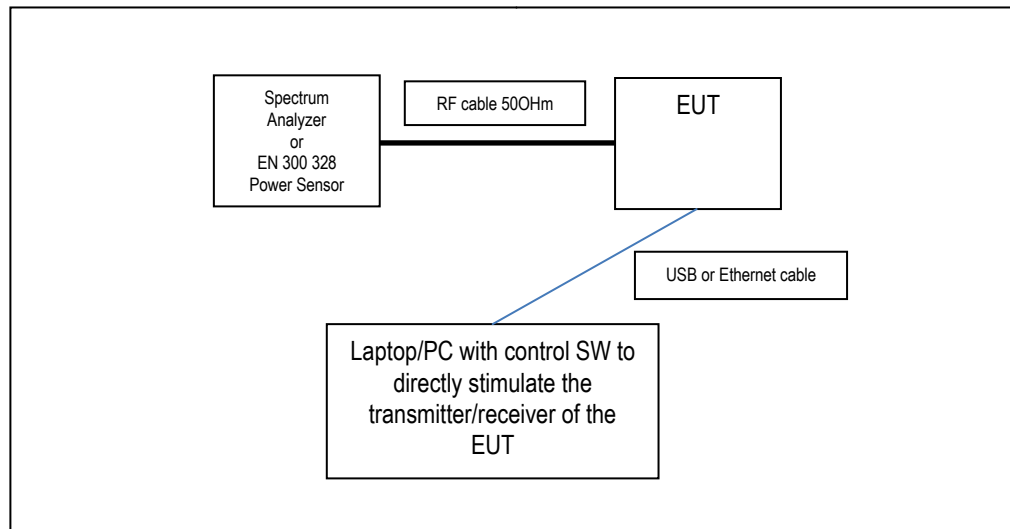 Spectrum
Analyzer
or
EN 300 328
Power Sensor
RF cable 50OHm
EUT
USB or Ethernet cable
Laptop/PC with control SW to
directly stimulate the
transmitter/receiver of the
EUT